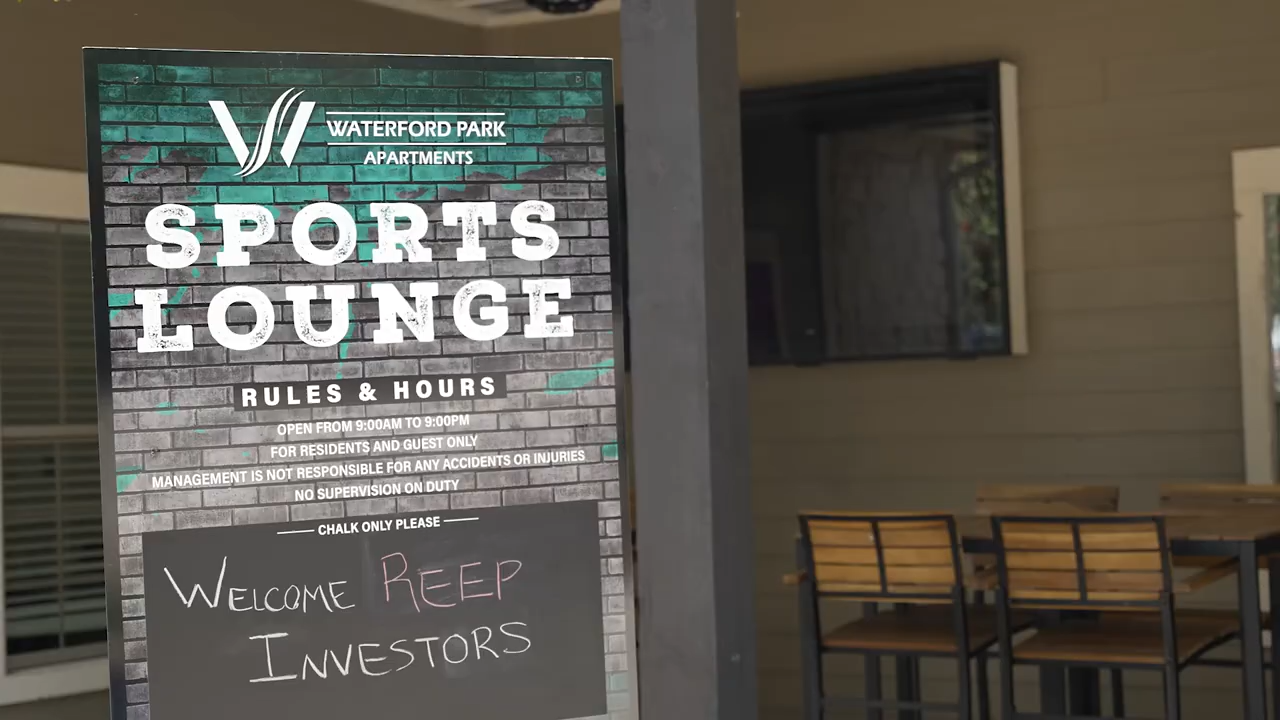 WATERFORD PARK
APARTMENTS
SPORTS
LOUNGE
RULES & HOURS
OPEN FROM 9:00AM TO 9:00PM
FOR RESIDENTS AND GUEST ONLY
MANAGEMENT IS NOT RESPONSIBLE FOR ANY ACCIDENTS OR INJURIES
NO SUPERVISION ON DUTY
CHALK ONLY PLEASE
WELCOME REEP
INVESTORS